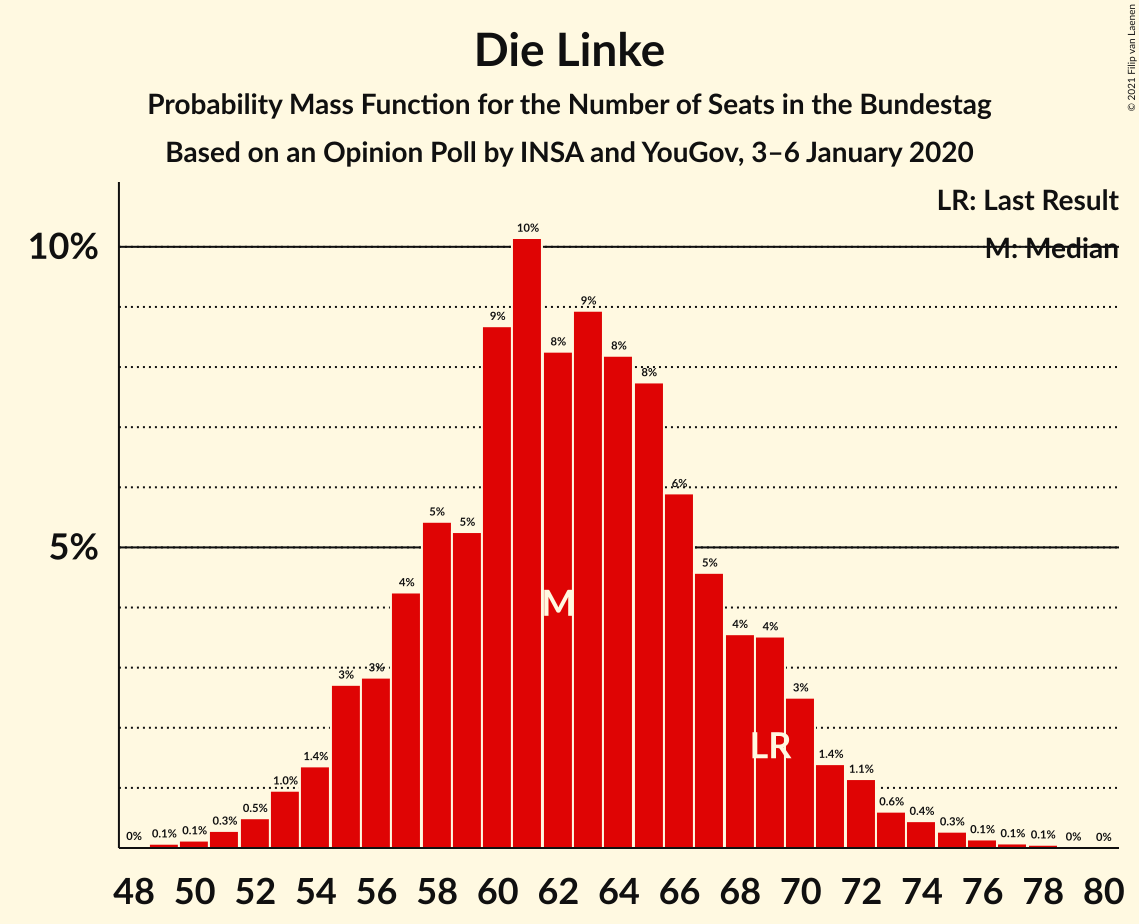 © 2021 Filip van Laenen
Die Linke
Probability Mass Function for the Number of Seats in the Bundestag
Based on an Opinion Poll by INSA and YouGov, 3–6 January 2020
LR: Last Result
M: Median
10%
5%
0% 0.1% 0.1% 0.3% 0.5% 1.0% 1.4% 3% 3% 4% 5% 5% 9% 10% 8% 9% 8% 8% 6% 5% 4% 4% 3% 1.4% 1.1% 0.6% 0.4% 0.3% 0.1% 0.1% 0.1% 0% 0%
M
LR
48 50 52 54 56 58 60 62 64 66 68 70 72 74 76 78 80